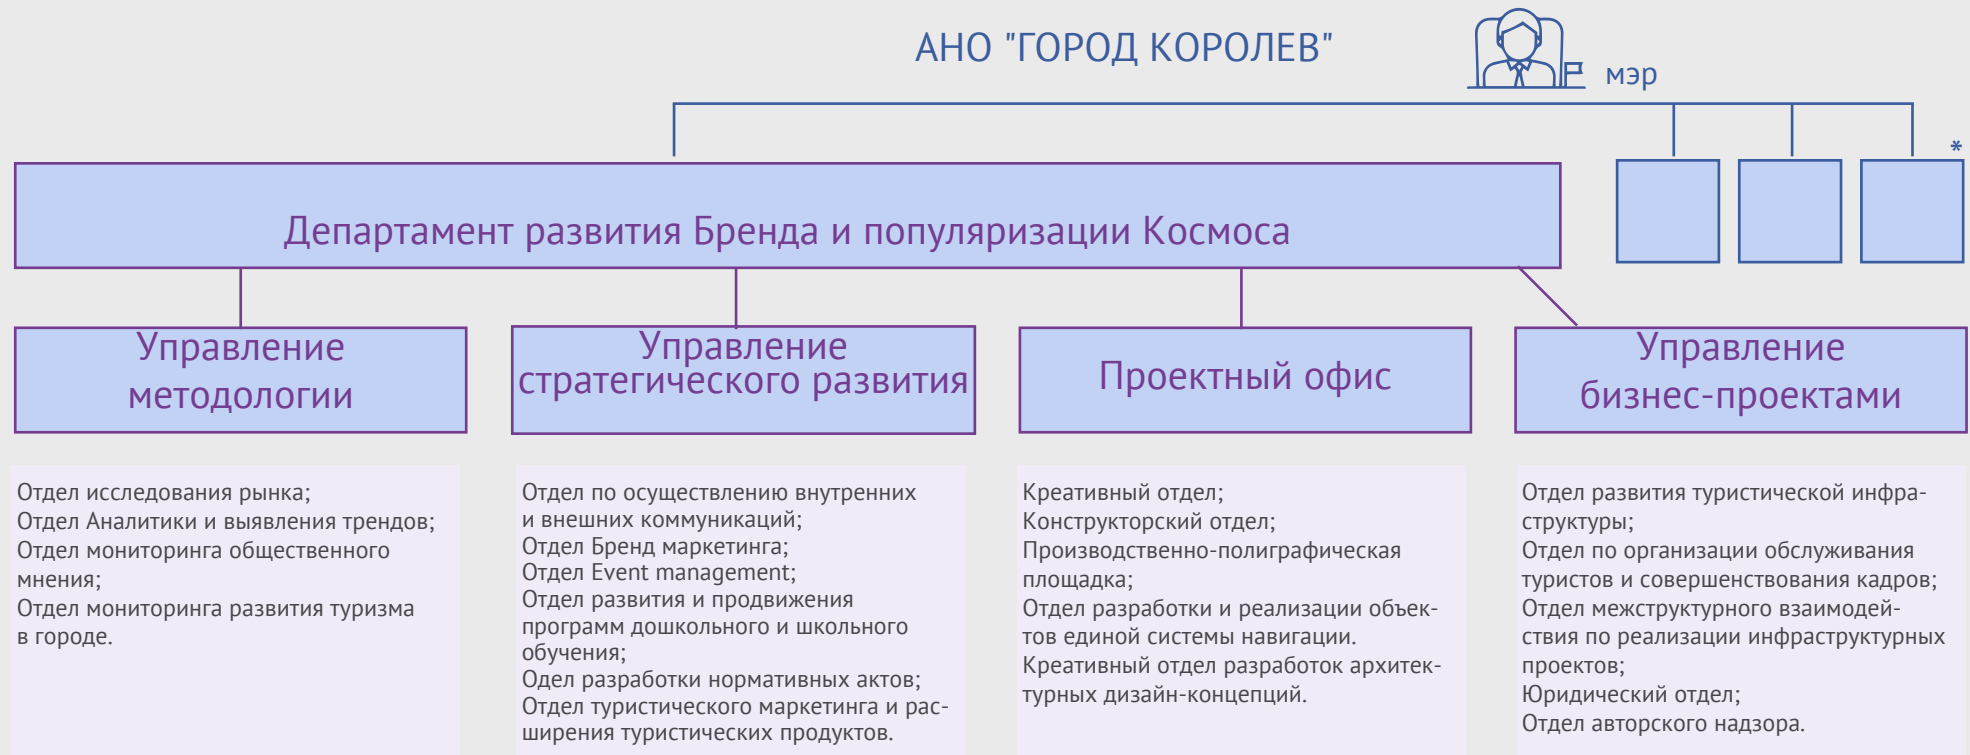 АНО "ГОРОД КОРОЛЕВ"
мэр
*
Департамент развития Бренда и популяризации Космоса
Управление
методологии
Управление
стратегического развития
Проектный офис
Управление
бизнес-проектами
Отдел исследования рынка;
Отдел Аналитики и выявления трендов;
Отдел мониторинга общественного
мнения;
Отдел мониторинга развития туризма
в городе.
Отдел по осуществлению внутренних
и внешних коммуникаций;
Отдел Бренд маркетинга;
Отдел Event management;
Отдел развития и продвижения
программ дошкольного и школьного
обучения;
Одел разработки нормативных актов;
Отдел туристического маркетинга и рас-
ширения туристических продуктов.
Креативный отдел;
Конструкторский отдел;
Производственно-полиграфическая
площадка;
Отдел разработки и реализации объек-
тов единой системы навигации.
Креативный отдел разработок архитек-
турных дизайн-концепций.
Отдел развития туристической инфра-
структуры;
Отдел по организации обслуживания
туристов и совершенствования кадров;
Отдел межструктурного взаимодей-
ствия по реализации инфраструктурных
проектов;
Юридический отдел;
Отдел авторского надзора.